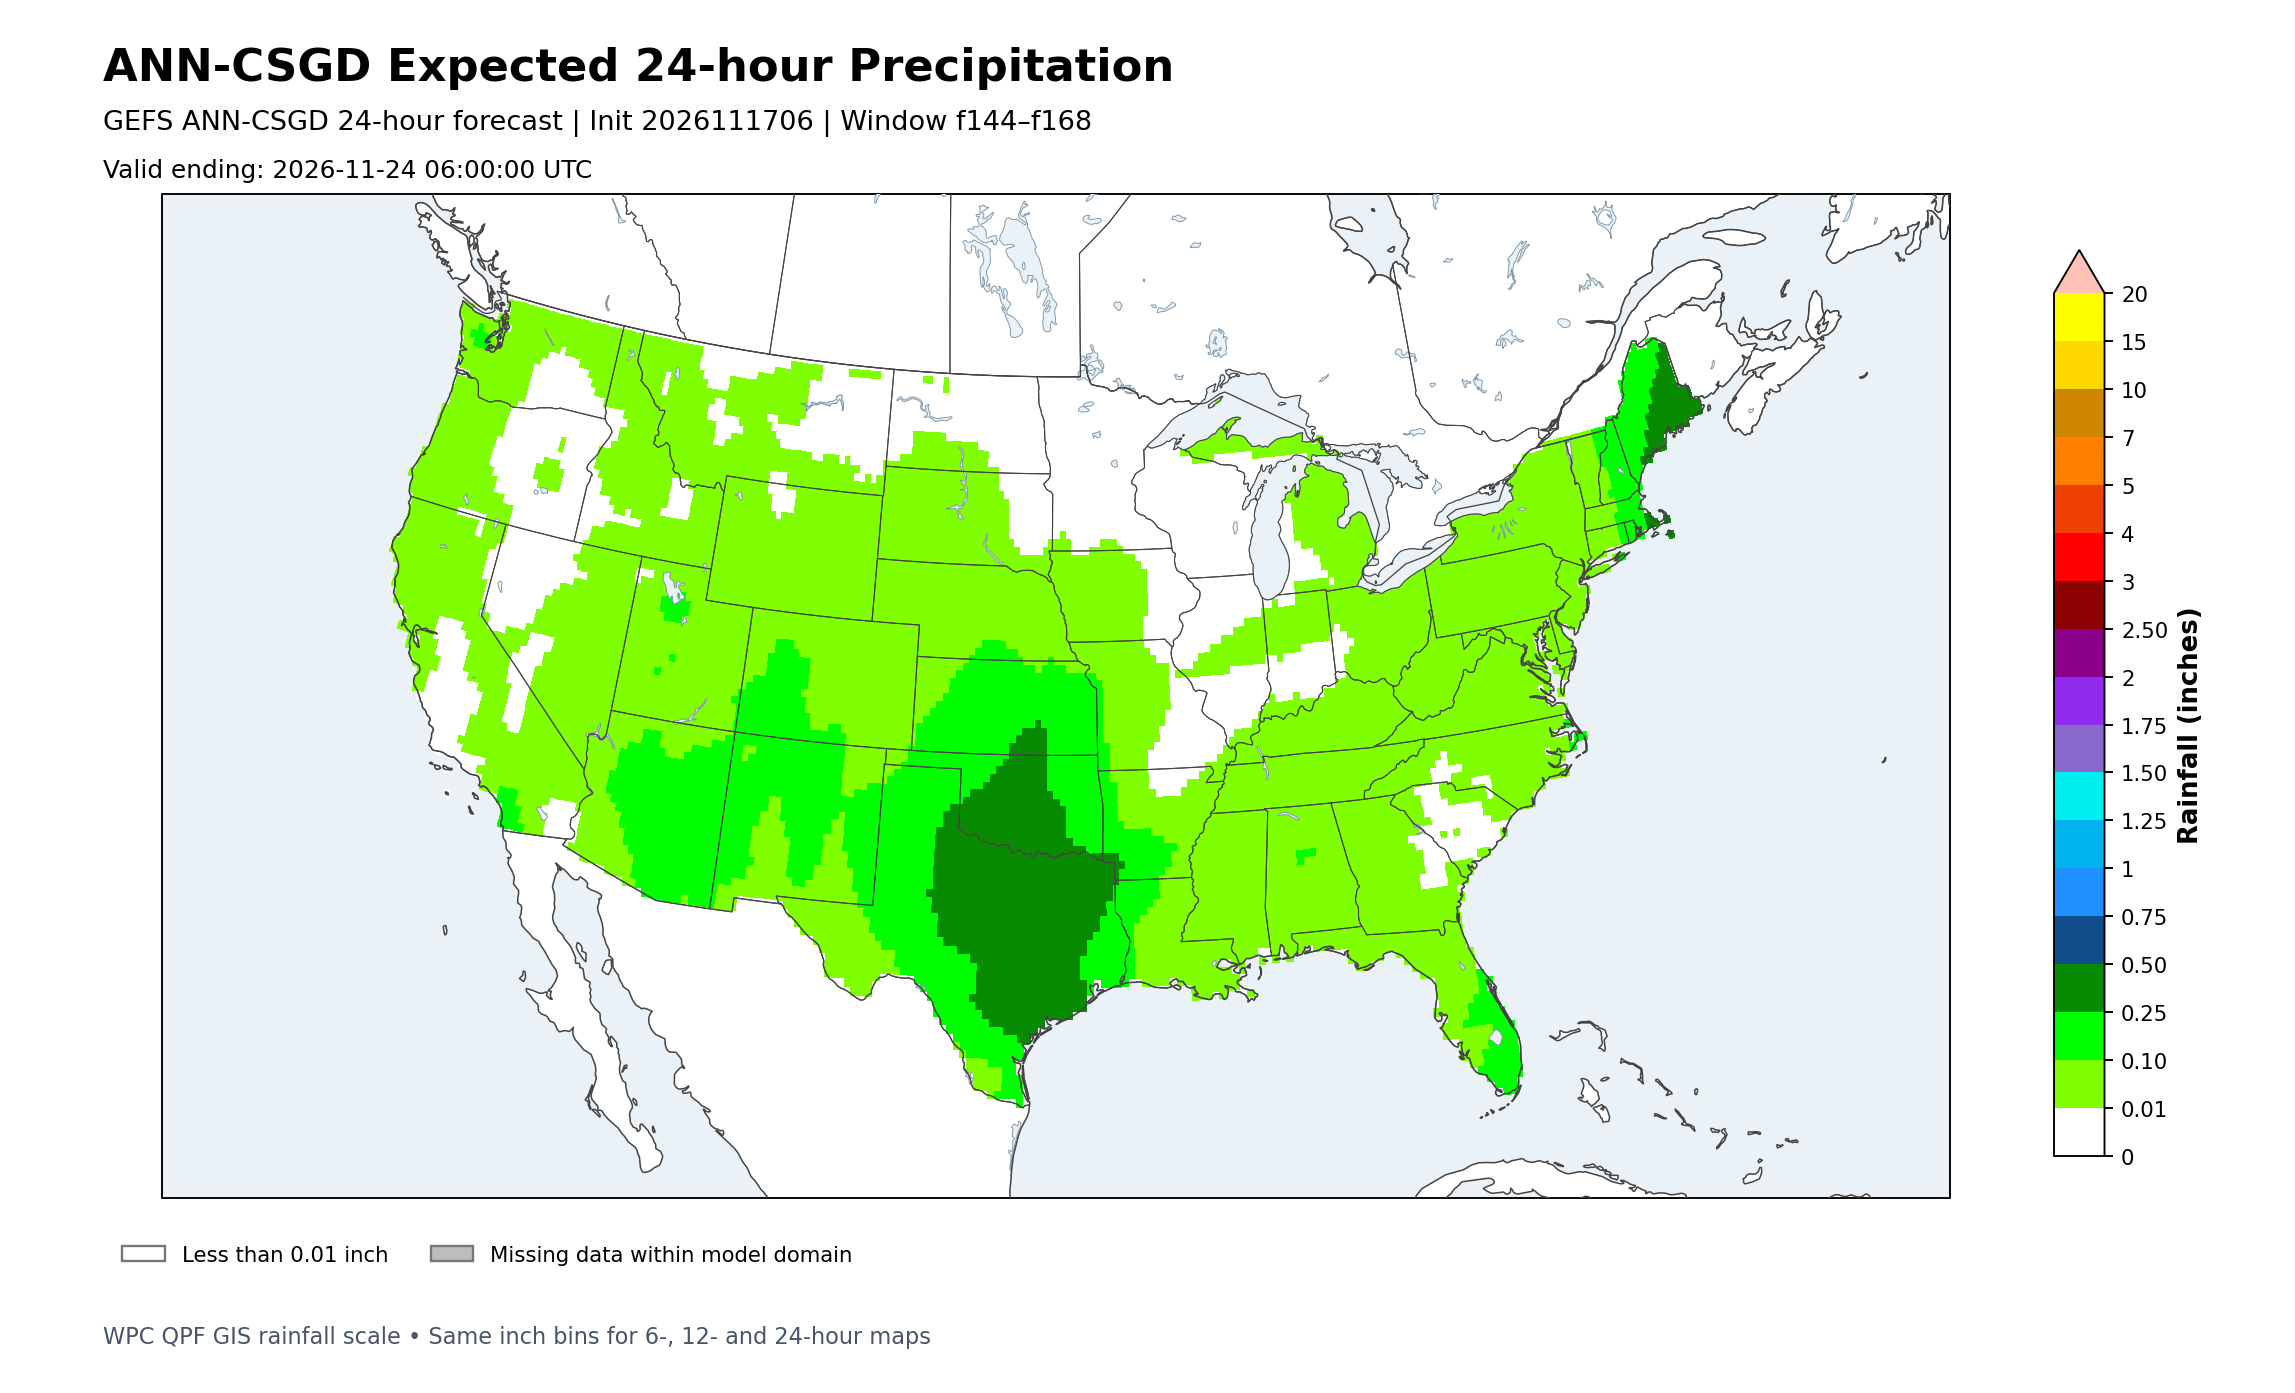 ANN-CSGD Expected 24-hour Precipitation
GEFS ANN-CSGD 24-hour forecast | Init 2026111706 | Window f144–f168
Valid ending: 2026-11-24 06:00:00 UTC
20
15
10
7
5
4
3
2.50
2
1.75
1.50
1.25
1
0.75
0.50
0.25
0.10
0.01
0
Rainfall (inches)
Less than 0.01 inch
Missing data within model domain
WPC QPF GIS rainfall scale • Same inch bins for 6-, 12- and 24-hour maps